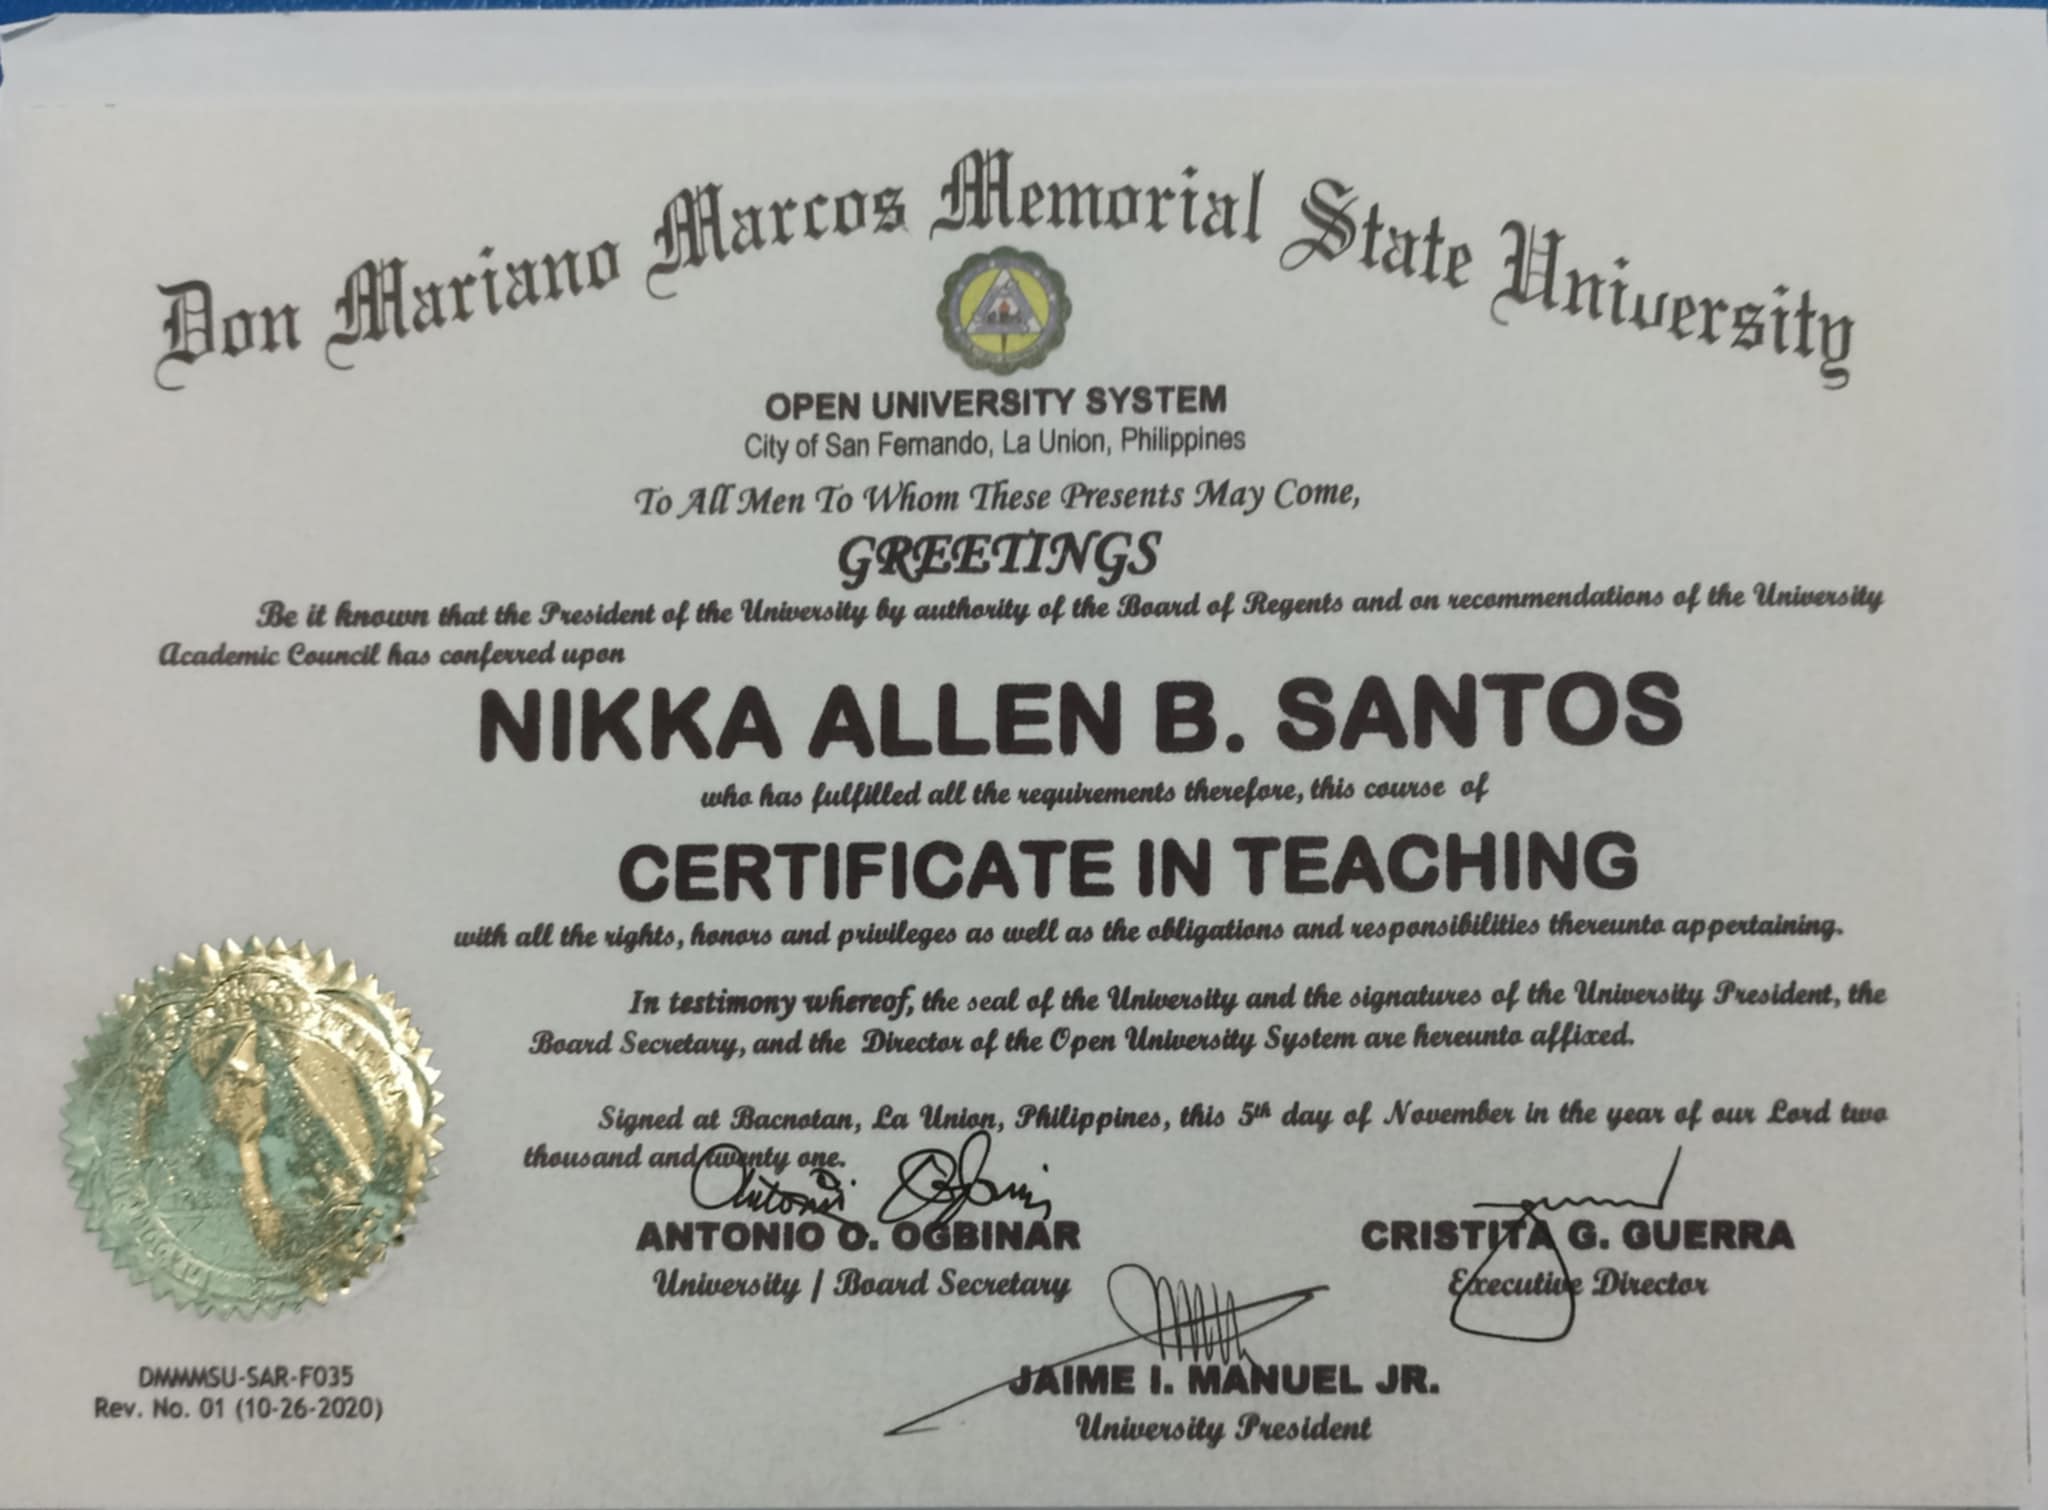 Don Mariano Marcos Memorial State University
OPEN UNIVERSITY SYSTEM
City of San Fernando, La Union, Philippines
To All Men To Whom These Presents May Come,
GREETINGS
Be it known that the President of the University by authority of the Board of Regents and on recommendations of the University
Academic Council has conferred upon
NIKKA ALLEN B. SANTOS
who has fulfilled all the requirements therefore, this course of
CERTIFICATE IN TEACHING
with all the rights, honors and privileges as well as the obligations and responsibilities thereunto appertaining.
In testimony whereof, the seal of the University and the signatures of the University President, the
Board Secretary, and the Director of the Open University System are hereunto affixed.
Signed at Bacnotan, La Union, Philippines, this 5th day of November in the year of our Lord two
thousand and twenty one.
ANTONIO O. OGBINAR
University / Board Secretary
CRISTITA G. GUERRA
Executive Director
JAIME I. MANUEL JR.
University President
DMMMSU-SAR-F035
Rev. No. 01 (10-26-2020)